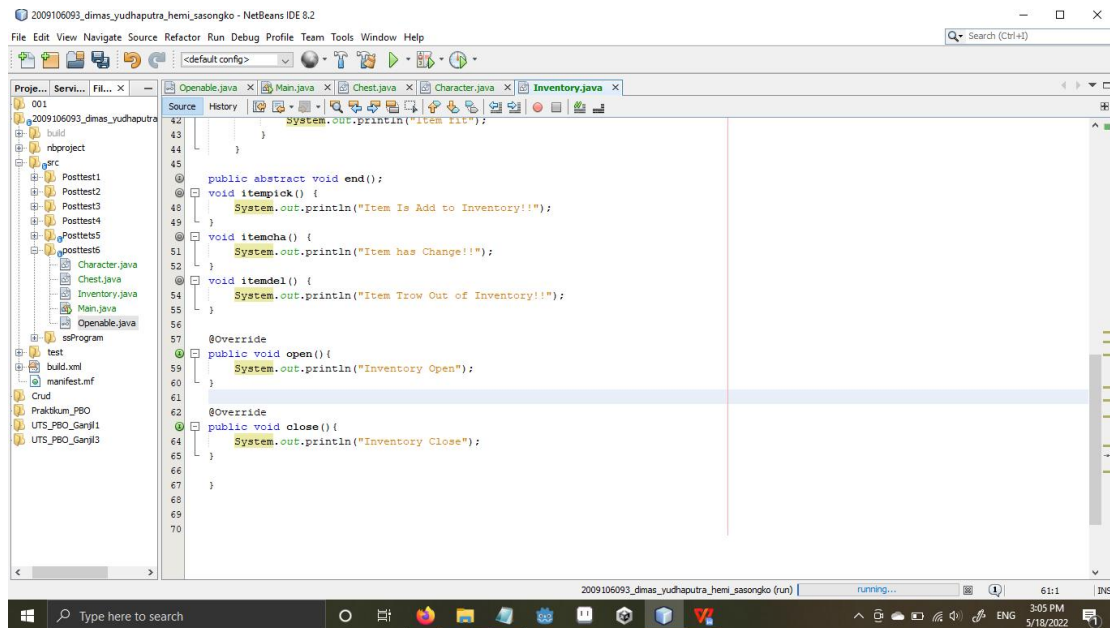 2009106093_dimas_yudhaputra_hemi_sasongko - NetBeans IDE 8.2
File Edit View Navigate Source Refactor Run Debug Profile Team Tools Window Help
Search (Ctrl+I)
<default config>
Proje... Servi... Fil...
Openable.java Main.java Chest.java Character.java Inventory.java
Source History
001
2009106093_dimas_yudhaputra
build
nbproject
src
Posttest1
Posttest2
Posttest3
Posttest4
Posttets5
posttest6
Character.java
Chest.java
Inventory.java
Main.java
Openable.java
ssProgram
test
build.xml
manifest.mf
Crud
Praktikum_PBO
UTS_PBO_Ganjil1
UTS_PBO_Ganjil3
42 System.out.println("Item fit");
43 }
44 }
45
public abstract void end();
void itempick() {
48 System.out.println("Item Is Add to Inventory!!");
49 }
void itemcha() {
51 System.out.println("Item has Change!!");
52 }
void itemdel() {
54 System.out.println("Item Trow Out of Inventory!!");
55 }
56
57 @Override
public void open(){
59 System.out.println("Inventory Open");
60 }
61
62 @Override
public void close(){
64 System.out.println("Inventory Close");
65 }
66
67 }
68
69
70
2009106093_dimas_yudhaputra_hemi_sasongko (run) running... 1 61:1 INS
Type here to search
ENG 3:05 PM
5/18/2022
1